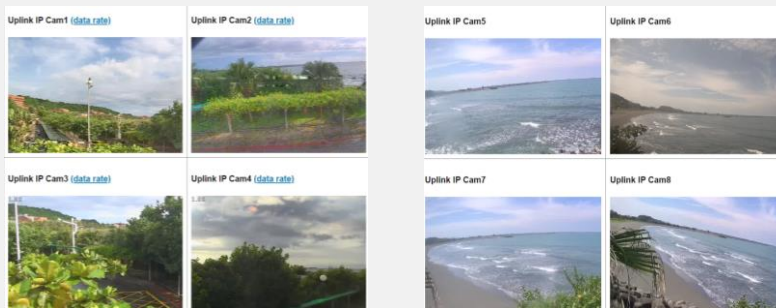 Uplink IP Cam1 (data rate)
Uplink IP Cam2 (data rate)
Uplink IP Cam5
Uplink IP Cam6
Uplink IP Cam3 (data rate)
Uplink IP Cam4 (data rate)
Uplink IP Cam7
Uplink IP Cam8